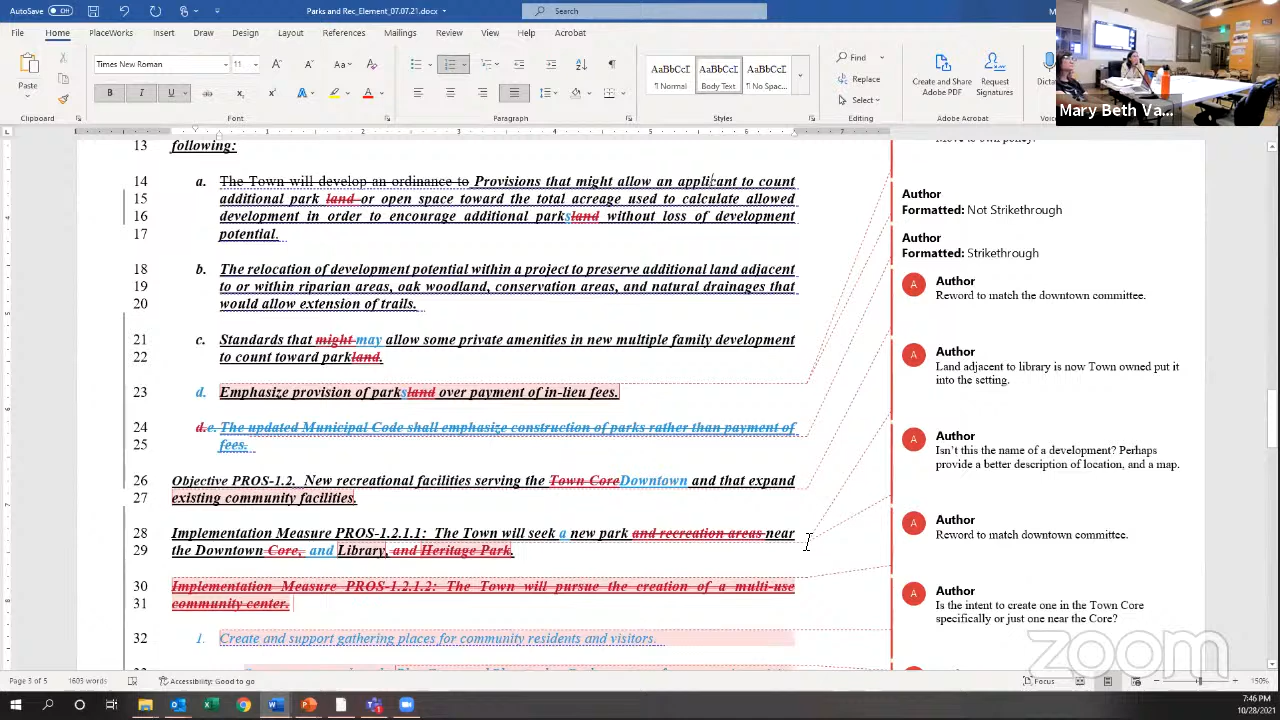 AutoSave Off
Parks and Rec_Element_07.07.21.docx
Search
File Home PlaceWorks Insert Draw Design Layout References Mailings Review View Help Acrobat
Times New Roman 11
Paste
B I U
Find
Replace
Select
AaBbCcI AaBbCcI AaBbCcI
¶ Normal Body Text ¶ No Spac...
Create and Share Adobe PDF
Request Signatures
Dictat
Clipboard Font Paragraph Styles Editing Adobe Acrobat
Mary Beth Va...
13 following:
14 a. The Town will develop an ordinance to Provisions that might allow an applicant to count
15 additional park land or open space toward the total acreage used to calculate allowed
16 development in order to encourage additional parksland without loss of development
17 potential.
18 b. The relocation of development potential within a project to preserve additional land adjacent
19 to or within riparian areas, oak woodland, conservation areas, and natural drainages that
20 would allow extension of trails.
21 c. Standards that might may allow some private amenities in new multiple family development
22 to count toward parkland.
23 d. Emphasize provision of parksland over payment of in-lieu fees.
24 d.e. The updated Municipal Code shall emphasize construction of parks rather than payment of
25 fees.
26 Objective PROS-1.2. New recreational facilities serving the Town CoreDowntown and that expand
27 existing community facilities.
28 Implementation Measure PROS-1.2.1.1: The Town will seek a new park and recreation areas near
29 the Downtown Core, and Library, and Heritage Park.
30 Implementation Measure PROS-1.2.1.2: The Town will pursue the creation of a multi-use
31 community center.
32 1. Create and support gathering places for community residents and visitors.
Author
Formatted: Not Strikethrough
Author
Formatted: Strikethrough
A Author
Reword to match the downtown committee.
A Author
Land adjacent to library is now Town owned put it
into the setting.
A Author
Isn't this the name of a development? Perhaps
provide a better description of location, and a map.
A Author
Reword to match downtown committee.
A Author
Is the intent to create one in the Town Core
specifically or just one near the Core?
zoom
Page 3 of 5 1603 words Accessibility: Good to go Focus 150%
7:46 PM
10/28/2021